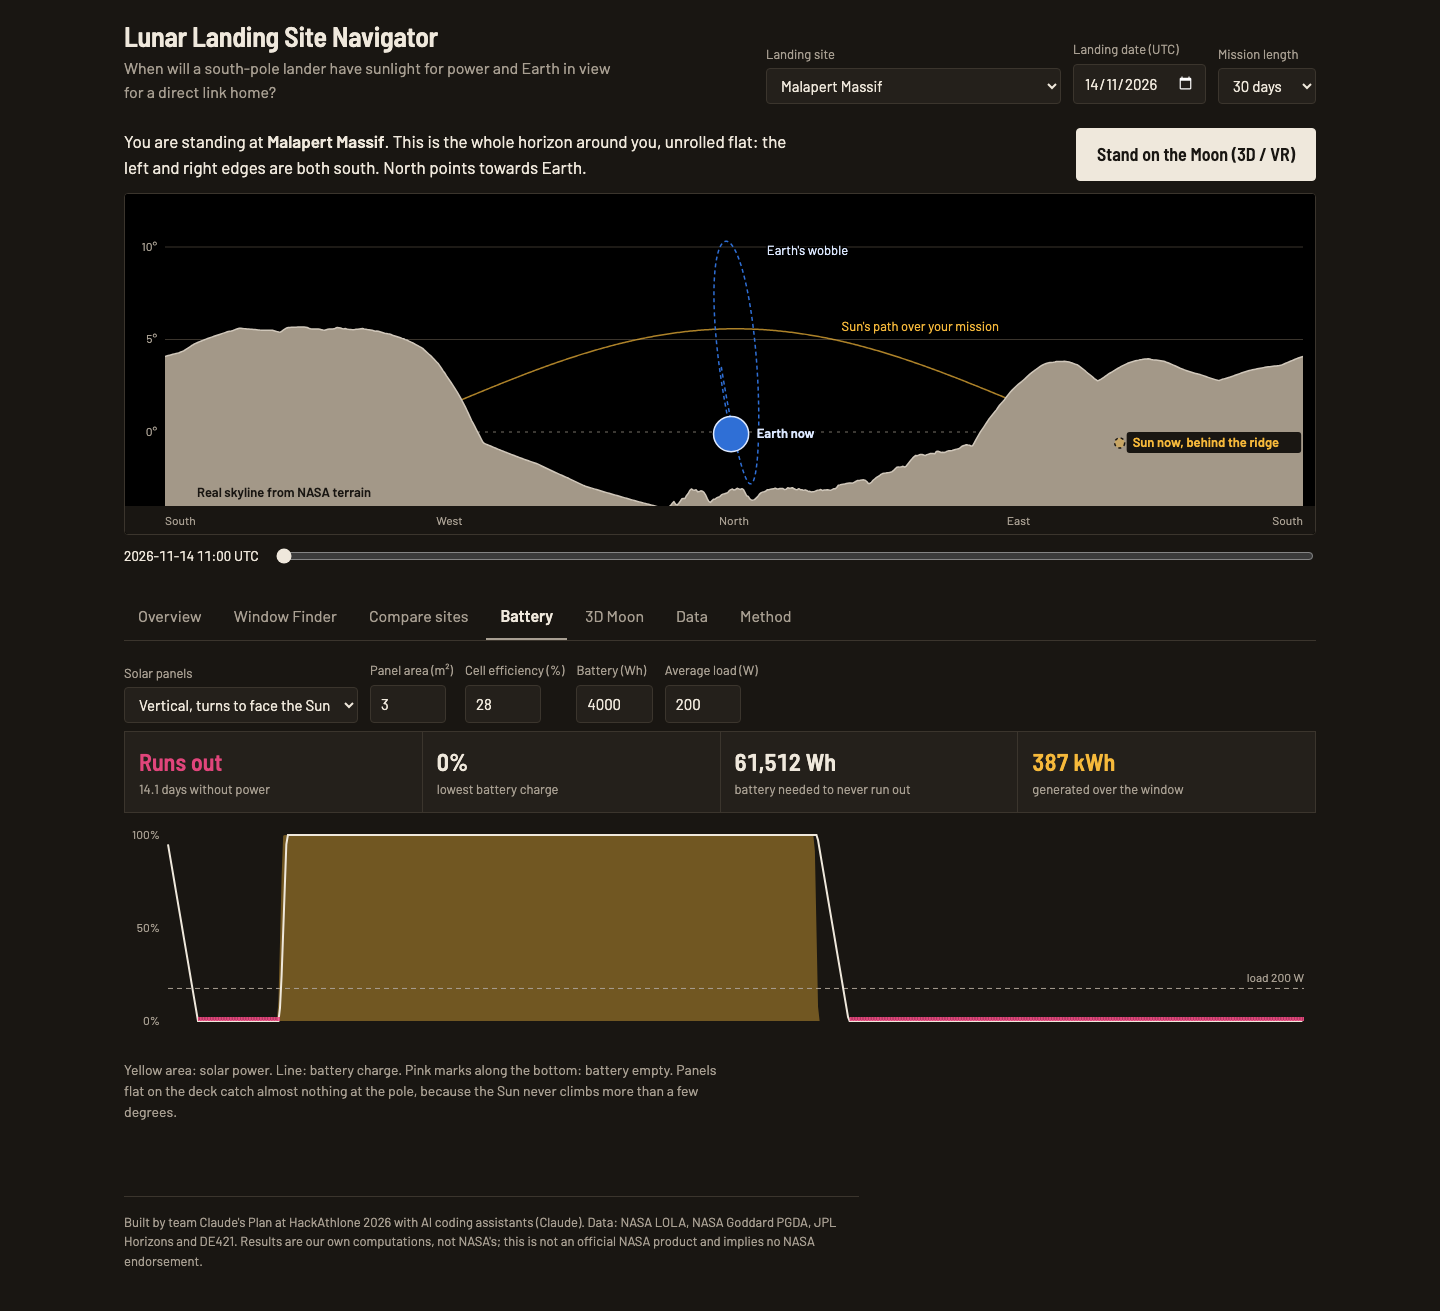 Lunar Landing Site Navigator
When will a south-pole lander have sunlight for power and Earth in view
for a direct link home?
Landing site
Malapert Massif
Landing date (UTC)
14/11/2026
Mission length
30 days
You are standing at Malapert Massif. This is the whole horizon around you, unrolled flat: the
left and right edges are both south. North points towards Earth.
Stand on the Moon (3D / VR)
10°
Earth's wobble
Sun's path over your mission
5°
0°
Earth now
Sun now, behind the ridge
Real skyline from NASA terrain
South
West
North
East
South
2026-11-14 11:00 UTC
Overview
Window Finder
Compare sites
Battery
3D Moon
Data
Method
Solar panels
Vertical, turns to face the Sun
Panel area (m²)
3
Cell efficiency (%)
28
Battery (Wh)
4000
Average load (W)
200
Runs out
14.1 days without power
0%
lowest battery charge
61,512 Wh
battery needed to never run out
387 kWh
generated over the window
100%
50%
load 200 W
0%
Yellow area: solar power. Line: battery charge. Pink marks along the bottom: battery empty. Panels
flat on the deck catch almost nothing at the pole, because the Sun never climbs more than a few
degrees.
Built by team Claude's Plan at HackAthlone 2026 with AI coding assistants (Claude). Data: NASA LOLA, NASA Goddard PGDA, JPL
Horizons and DE421. Results are our own computations, not NASA's; this is not an official NASA product and implies no NASA
endorsement.